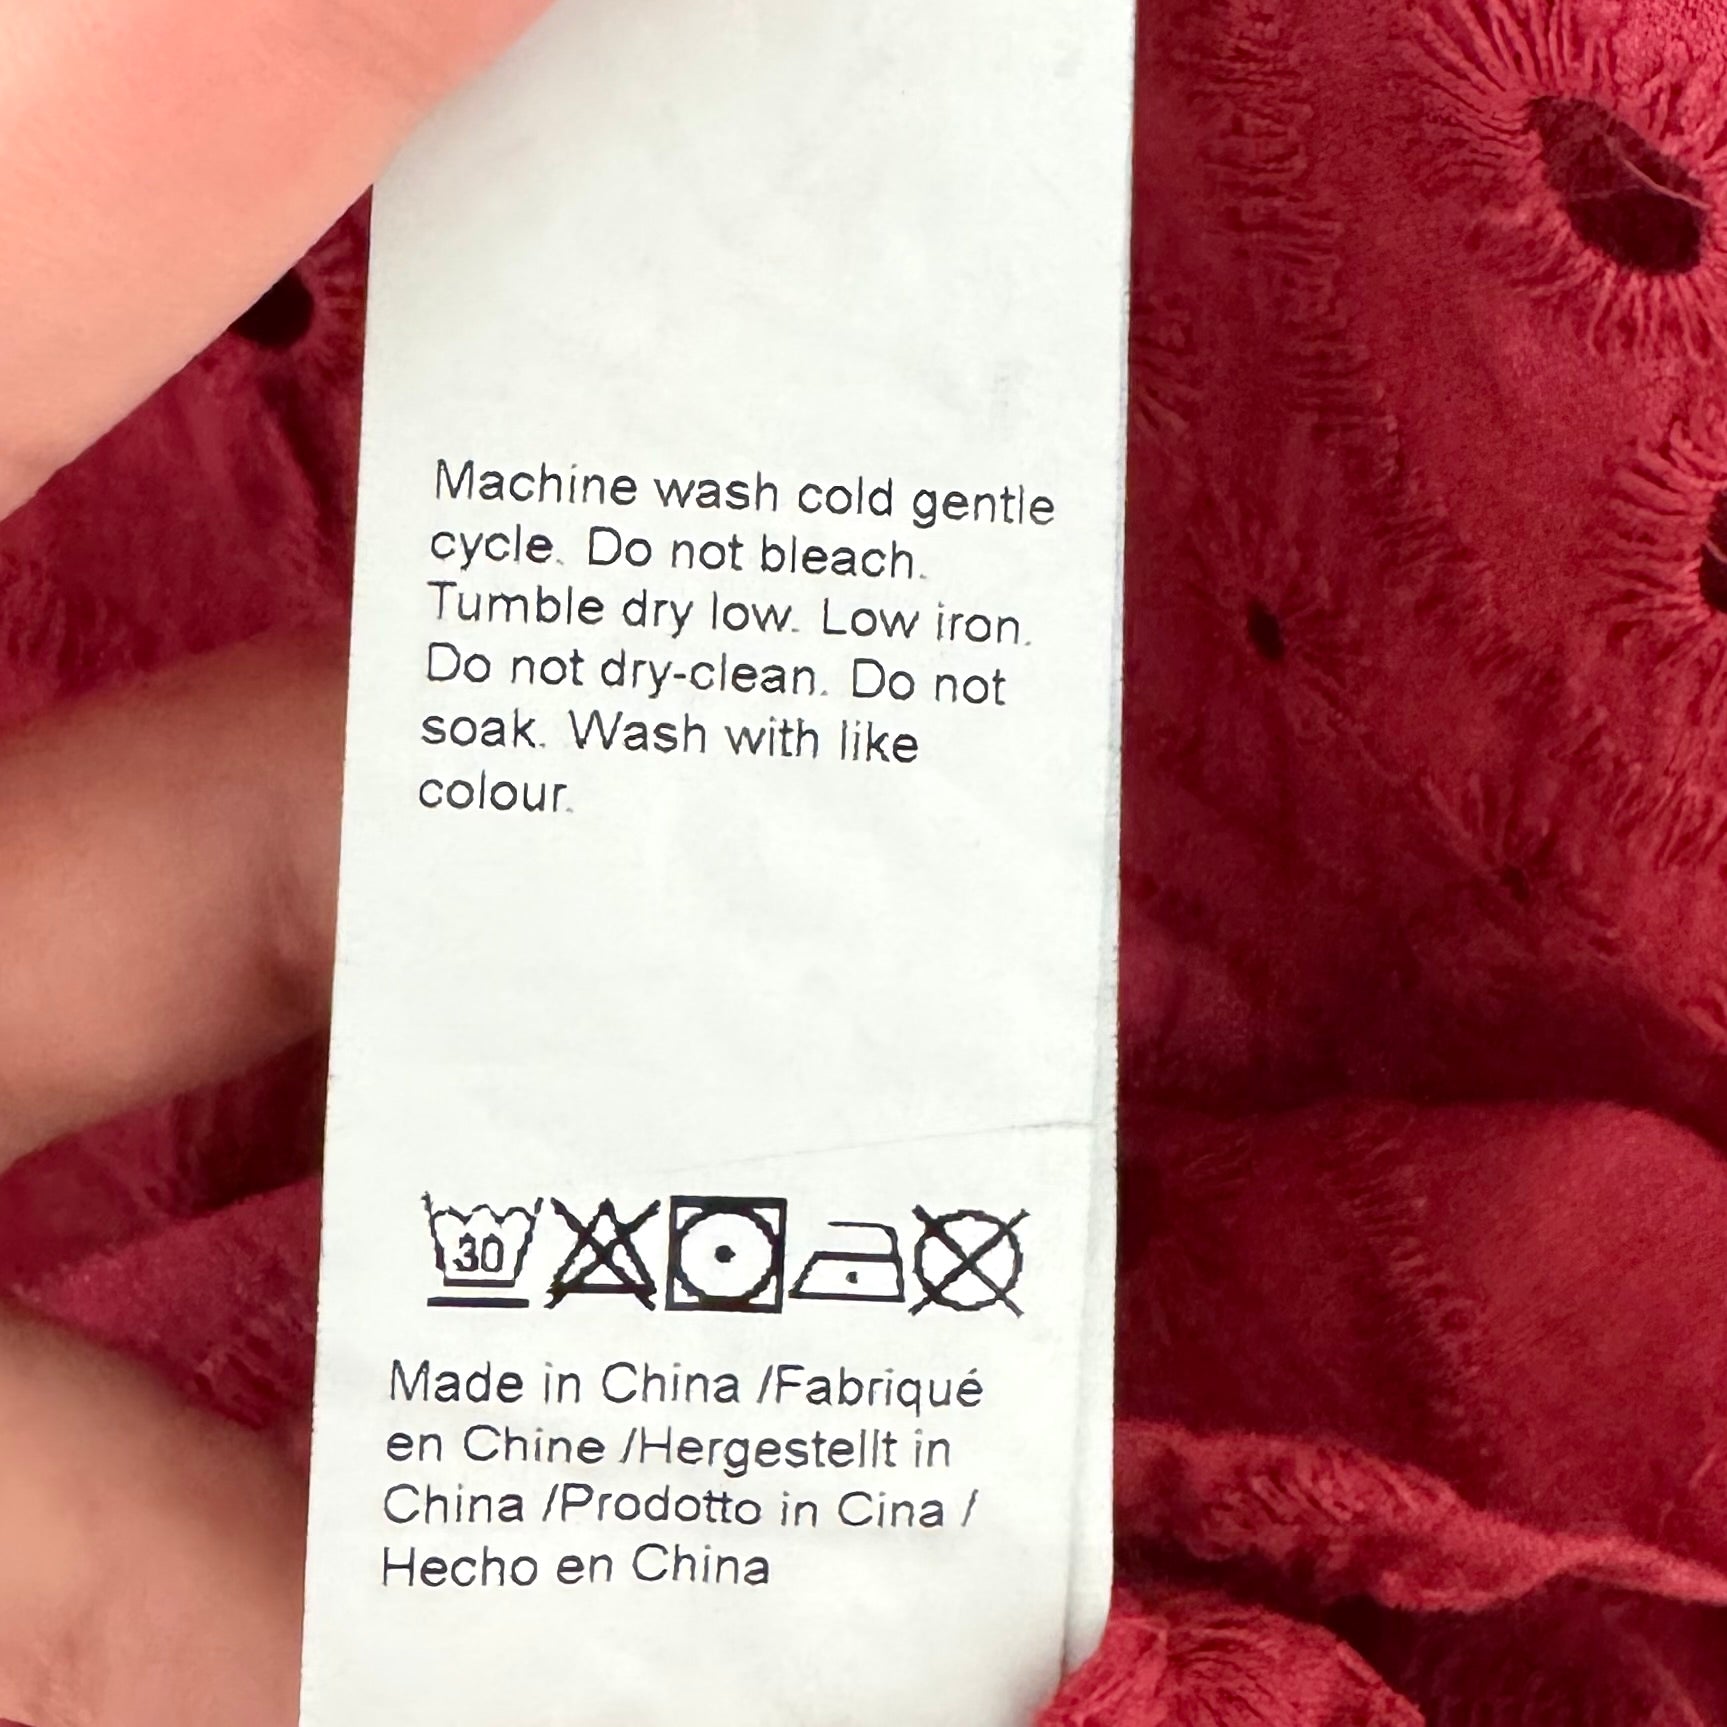 Machine wash cold gentle
cycle. Do not bleach.
Tumble dry low. Low iron.
Do not dry-clean. Do not
soak. Wash with like
colour.
30
Made in China /Fabriqué
en Chine /Hergestellt in
China /Prodotto in Cina /
Hecho en China